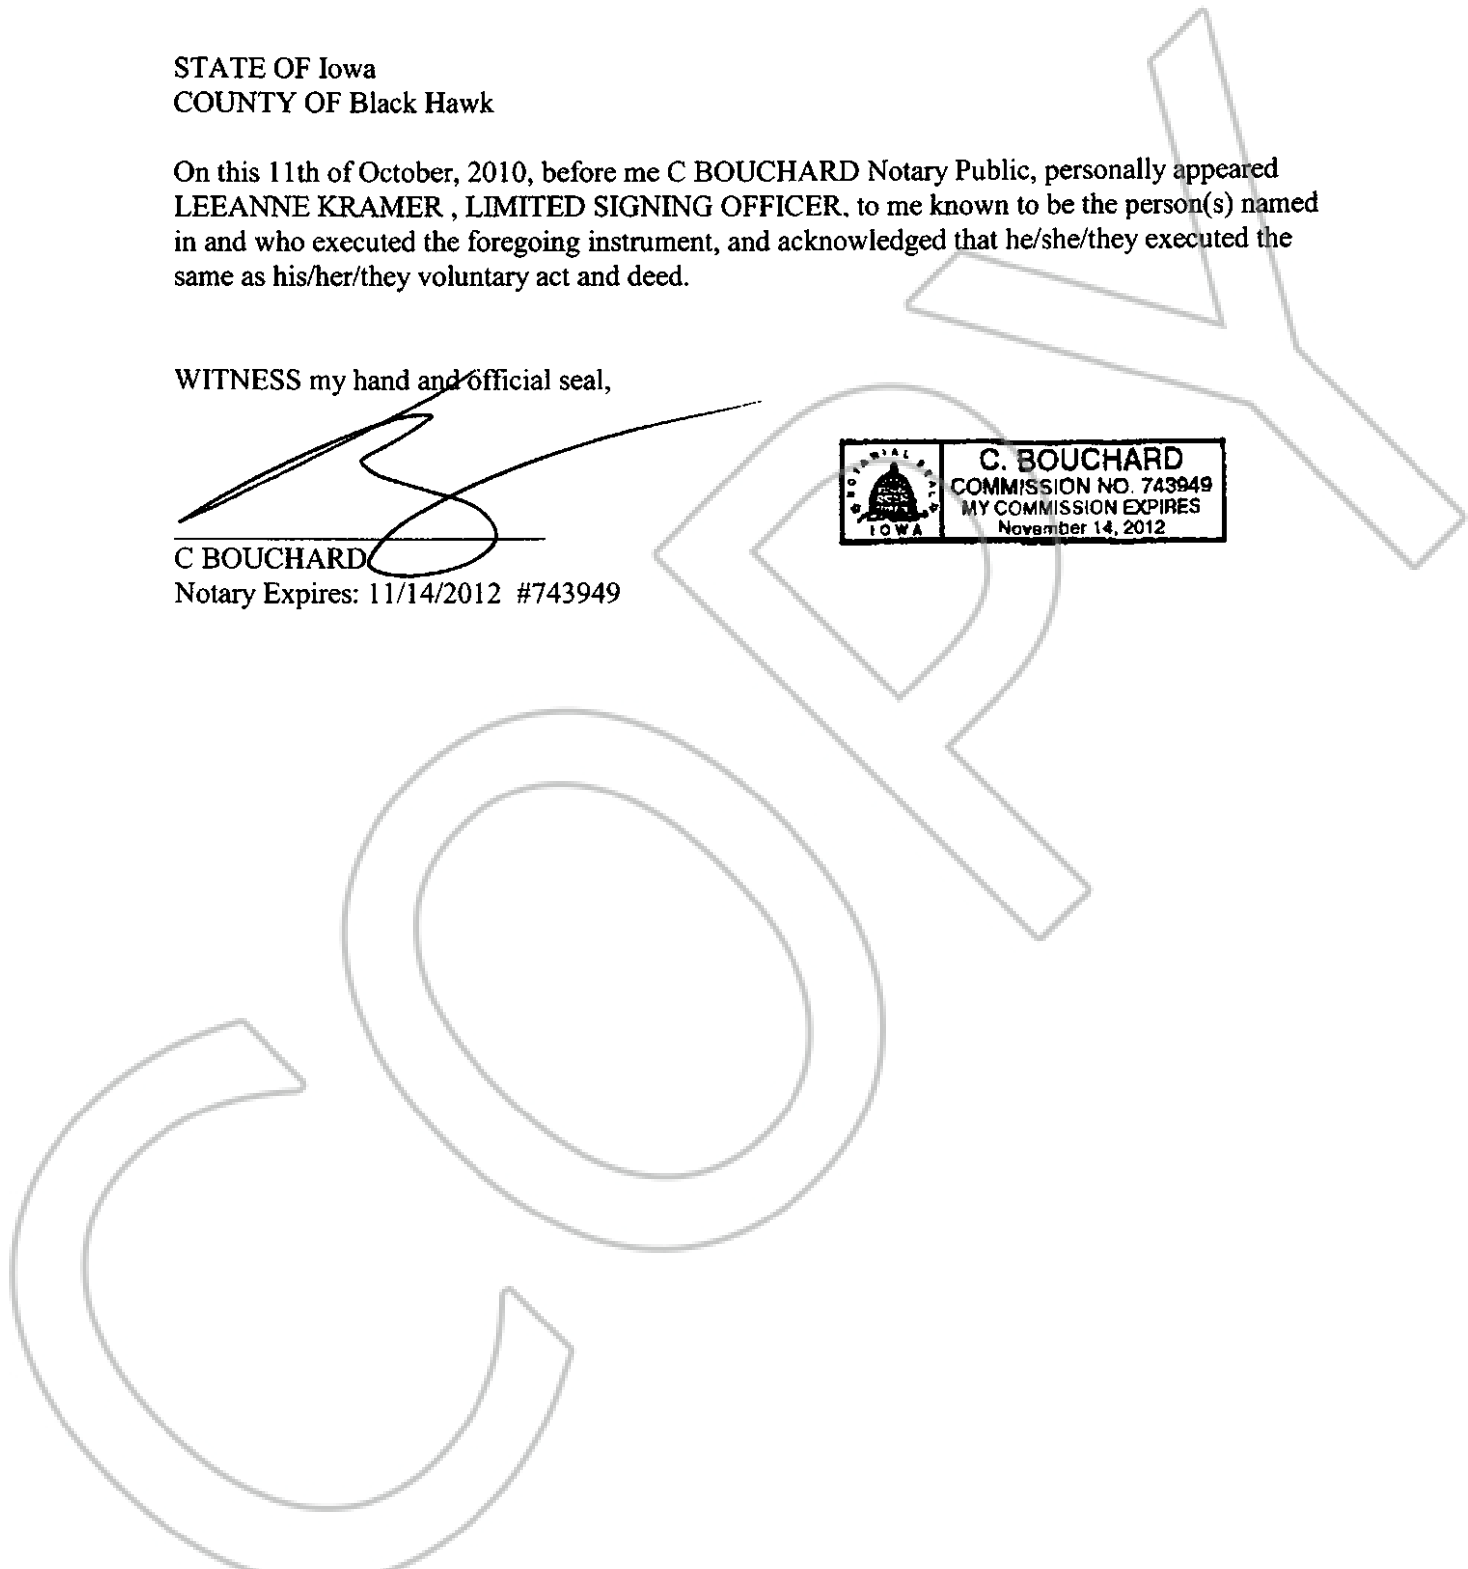 STATE OF Iowa
COUNTY OF Black Hawk
On this 11th of October, 2010, before me C BOUCHARD Notary Public, personally appeared
LEEANNE KRAMER , LIMITED SIGNING OFFICER, to me known to be the person(s) named
in and who executed the foregoing instrument, and acknowledged that he/she/they executed the
same as his/her/they voluntary act and deed.
WITNESS my hand and official seal,
C BOUCHARD
Notary Expires: 11/14/2012 #743949
NOTARIAL SEAL
IOWA
C. BOUCHARD
COMMISSION NO. 743949
MY COMMISSION EXPIRES
November 14, 2012
COPY